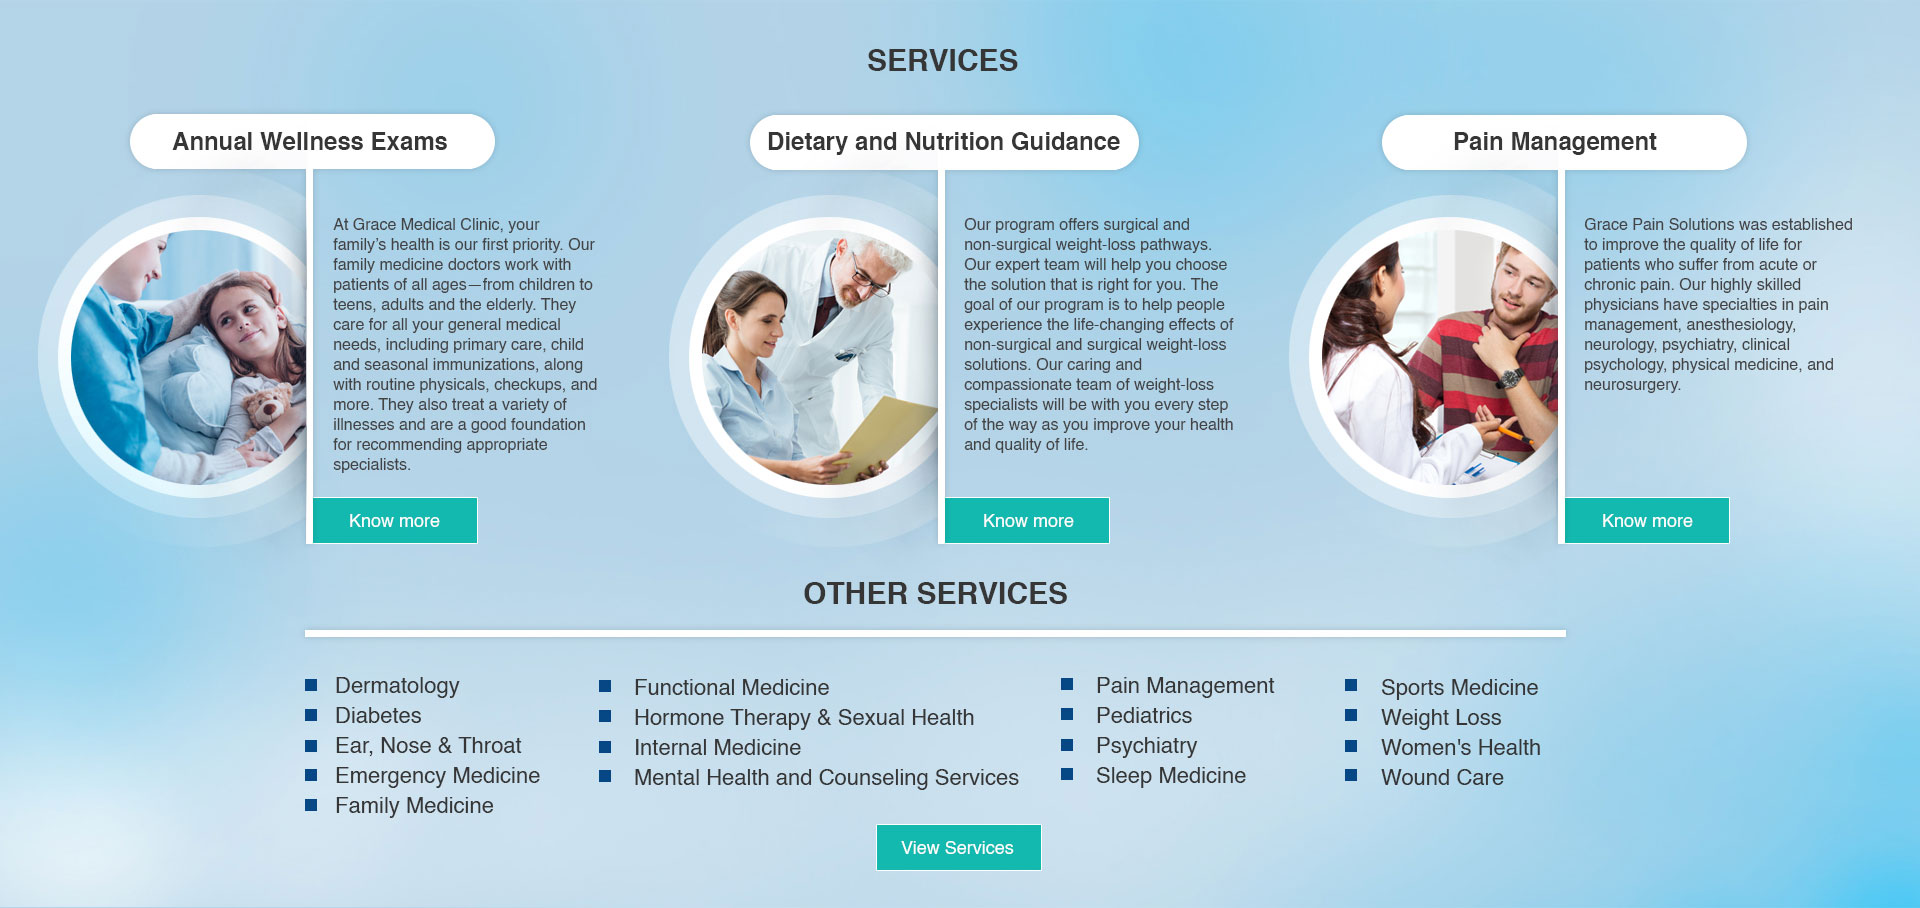 SERVICES
Annual Wellness Exams
At Grace Medical Clinic, your
family’s health is our first priority. Our
family medicine doctors work with
patients of all ages—from children to
teens, adults and the elderly. They
care for all your general medical
needs, including primary care, child
and seasonal immunizations, along
with routine physicals, checkups, and
more. They also treat a variety of
illnesses and are a good foundation
for recommending appropriate
specialists.
Know more
Dietary and Nutrition Guidance
Our program offers surgical and
non-surgical weight-loss pathways.
Our expert team will help you choose
the solution that is right for you. The
goal of our program is to help people
experience the life-changing effects of
non-surgical and surgical weight-loss
solutions. Our caring and
compassionate team of weight-loss
specialists will be with you every step
of the way as you improve your health
and quality of life.
Know more
Pain Management
Grace Pain Solutions was established
to improve the quality of life for
patients who suffer from acute or
chronic pain. Our highly skilled
physicians have specialties in pain
management, anesthesiology,
neurology, psychiatry, clinical
psychology, physical medicine, and
neurosurgery.
Know more
OTHER SERVICES
Dermatology
Diabetes
Ear, Nose & Throat
Emergency Medicine
Family Medicine
Functional Medicine
Hormone Therapy & Sexual Health
Internal Medicine
Mental Health and Counseling Services
Pain Management
Pediatrics
Psychiatry
Sleep Medicine
Sports Medicine
Weight Loss
Women's Health
Wound Care
View Services